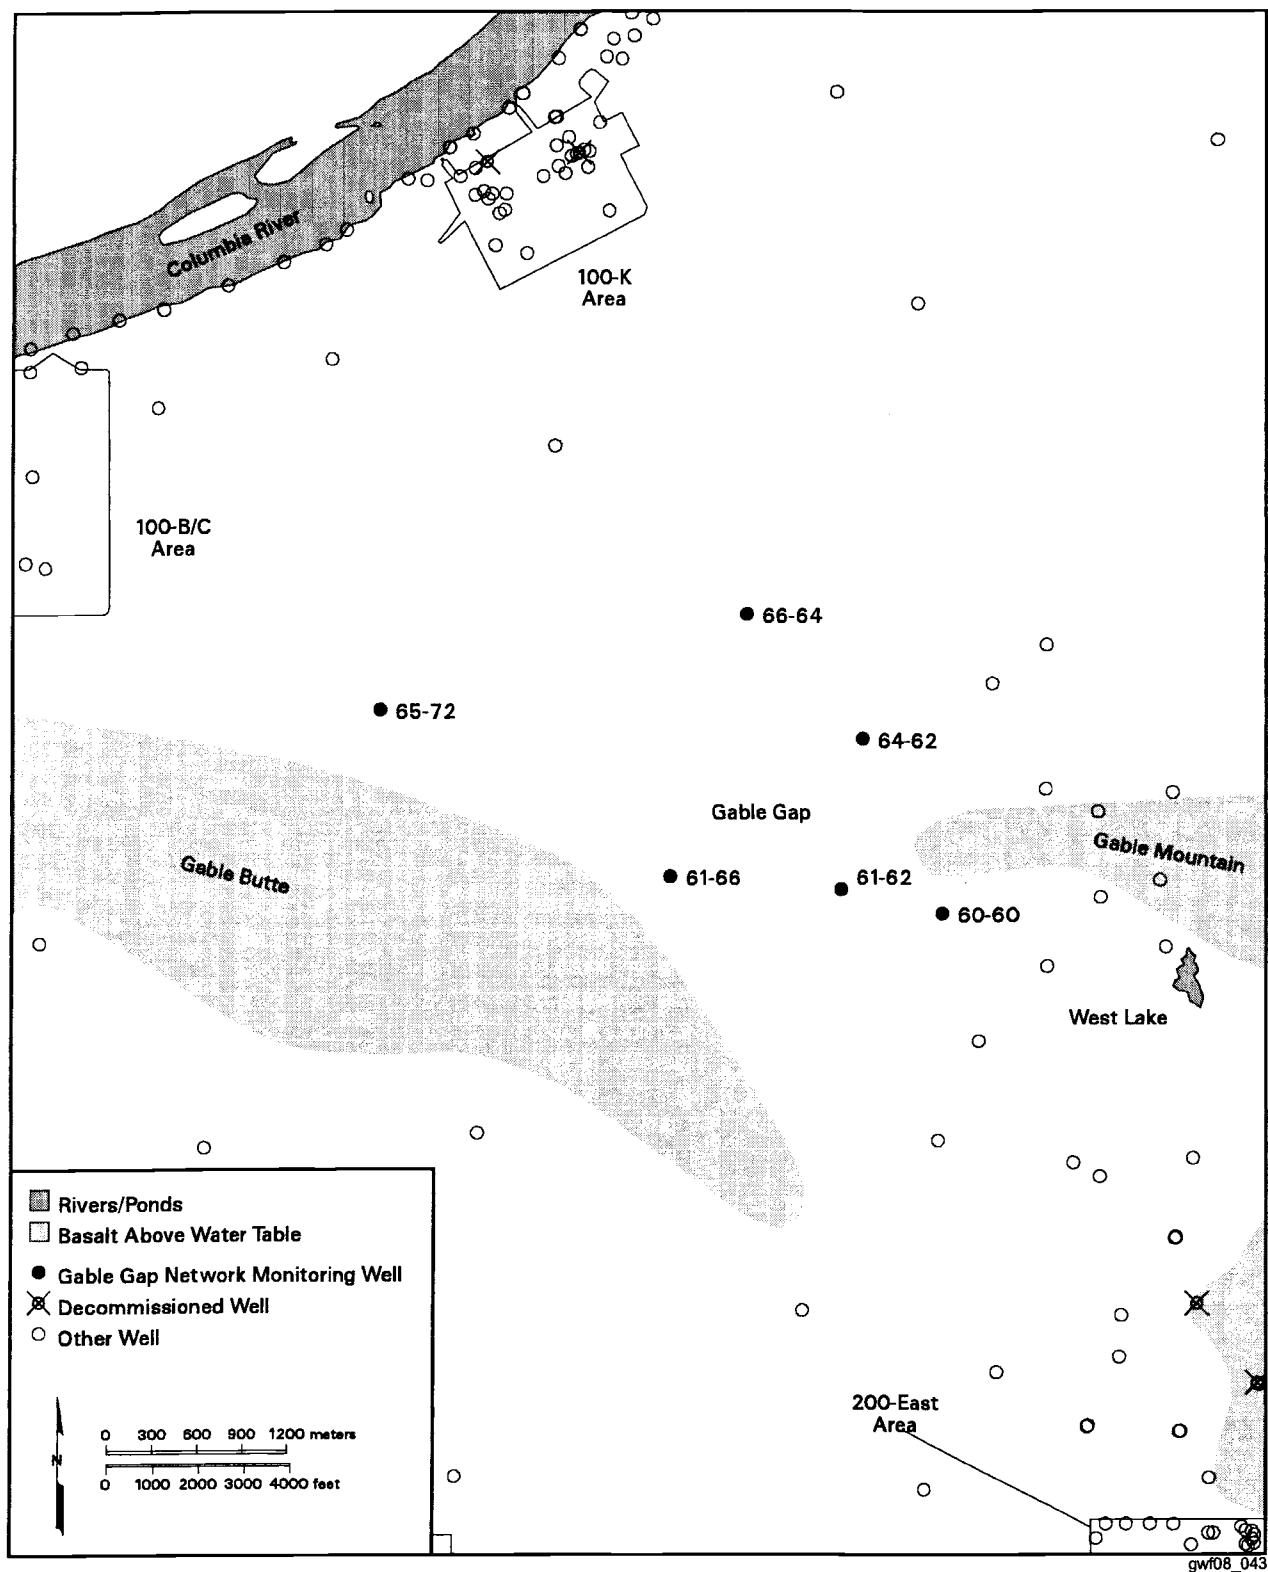 Columbia River
100-K
Area
100-B/C
Area
66-64
65-72
64-62
Gable Gap
Gable Mountain
Gable Butte
61-66
61-62
60-60
West Lake
Rivers/Ponds
Basalt Above Water Table
Gable Gap Network Monitoring Well
Decommissioned Well
Other Well
200-East
Area
0 300 600 900 1200 meters
N
0 1000 2000 3000 4000 feet
gwf08_043